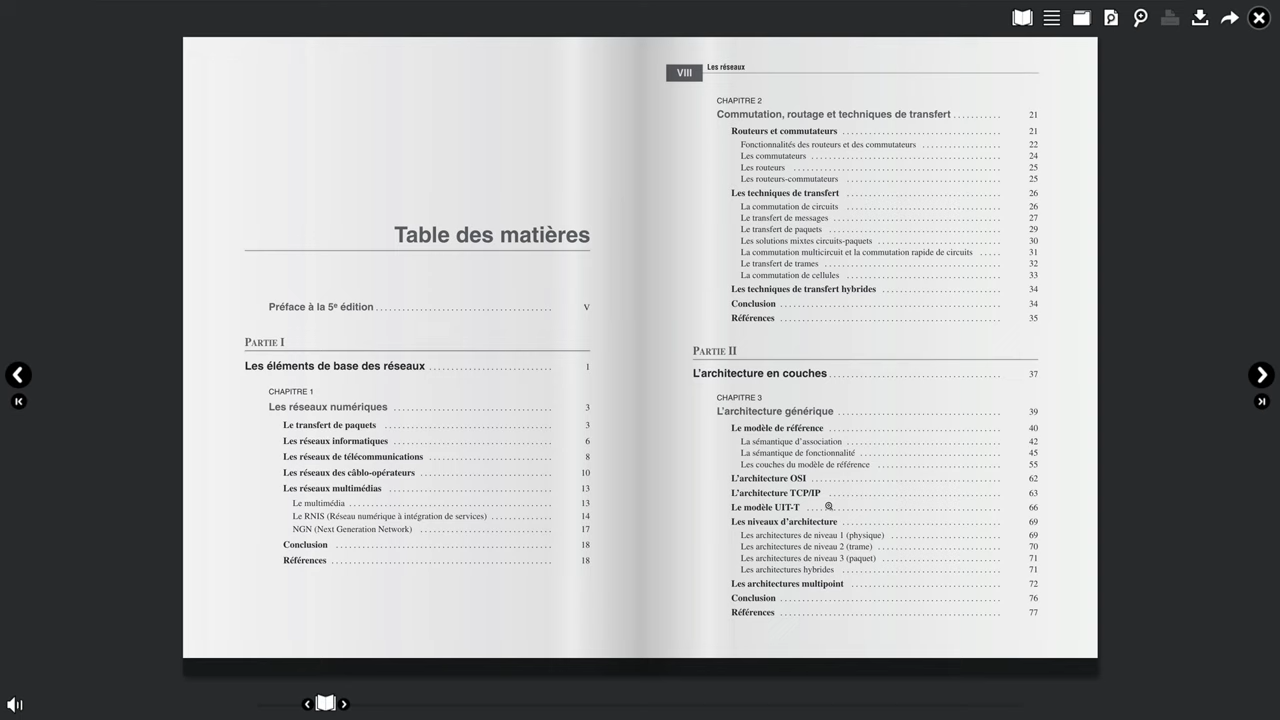 Table des matières
Préface à la 5e édition ........ V
PARTIE I
Les éléments de base des réseaux ........ 1
CHAPITRE 1
Les réseaux numériques ........ 3
Le transfert de paquets ........ 3
Les réseaux informatiques ........ 6
Les réseaux de télécommunications ........ 8
Les réseaux des câblo-opérateurs ........ 10
Les réseaux multimédias ........ 13
Le multimédia ........ 13
Le RNIS (Réseau numérique à intégration de services) ........ 14
NGN (Next Generation Network) ........ 17
Conclusion ........ 18
Références ........ 18
VIII Les réseaux
CHAPITRE 2
Commutation, routage et techniques de transfert ........ 21
Routeurs et commutateurs ........ 21
Fonctionnalités des routeurs et des commutateurs ........ 22
Les commutateurs ........ 24
Les routeurs ........ 25
Les routeurs-commutateurs ........ 25
Les techniques de transfert ........ 26
La commutation de circuits ........ 26
Le transfert de messages ........ 27
Le transfert de paquets ........ 29
Les solutions mixtes circuits-paquets ........ 30
La commutation multicircuit et la commutation rapide de circuits ..... 31
Le transfert de trames ........ 32
La commutation de cellules ........ 33
Les techniques de transfert hybrides ........ 34
Conclusion ........ 34
Références ........ 35
PARTIE II
L'architecture en couches ........ 37
CHAPITRE 3
L'architecture générique ........ 39
Le modèle de référence ........ 40
La sémantique d'association ........ 42
La sémantique de fonctionnalité ........ 45
Les couches du modèle de référence ........ 55
L'architecture OSI ........ 62
L'architecture TCP/IP ........ 63
Le modèle UIT-T ........ 66
Les niveaux d'architecture ........ 69
Les architectures de niveau 1 (physique) ........ 69
Les architectures de niveau 2 (trame) ........ 70
Les architectures de niveau 3 (paquet) ........ 71
Les architectures hybrides ........ 71
Les architectures multipoint ........ 72
Conclusion ........ 76
Références ........ 77